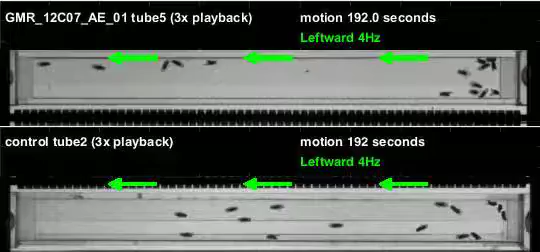 GMR_12C07_AE_01 tube5 (3x playback)
motion 192.0 seconds
Leftward 4Hz
control tube2 (3x playback)
motion 192 seconds
Leftward 4Hz